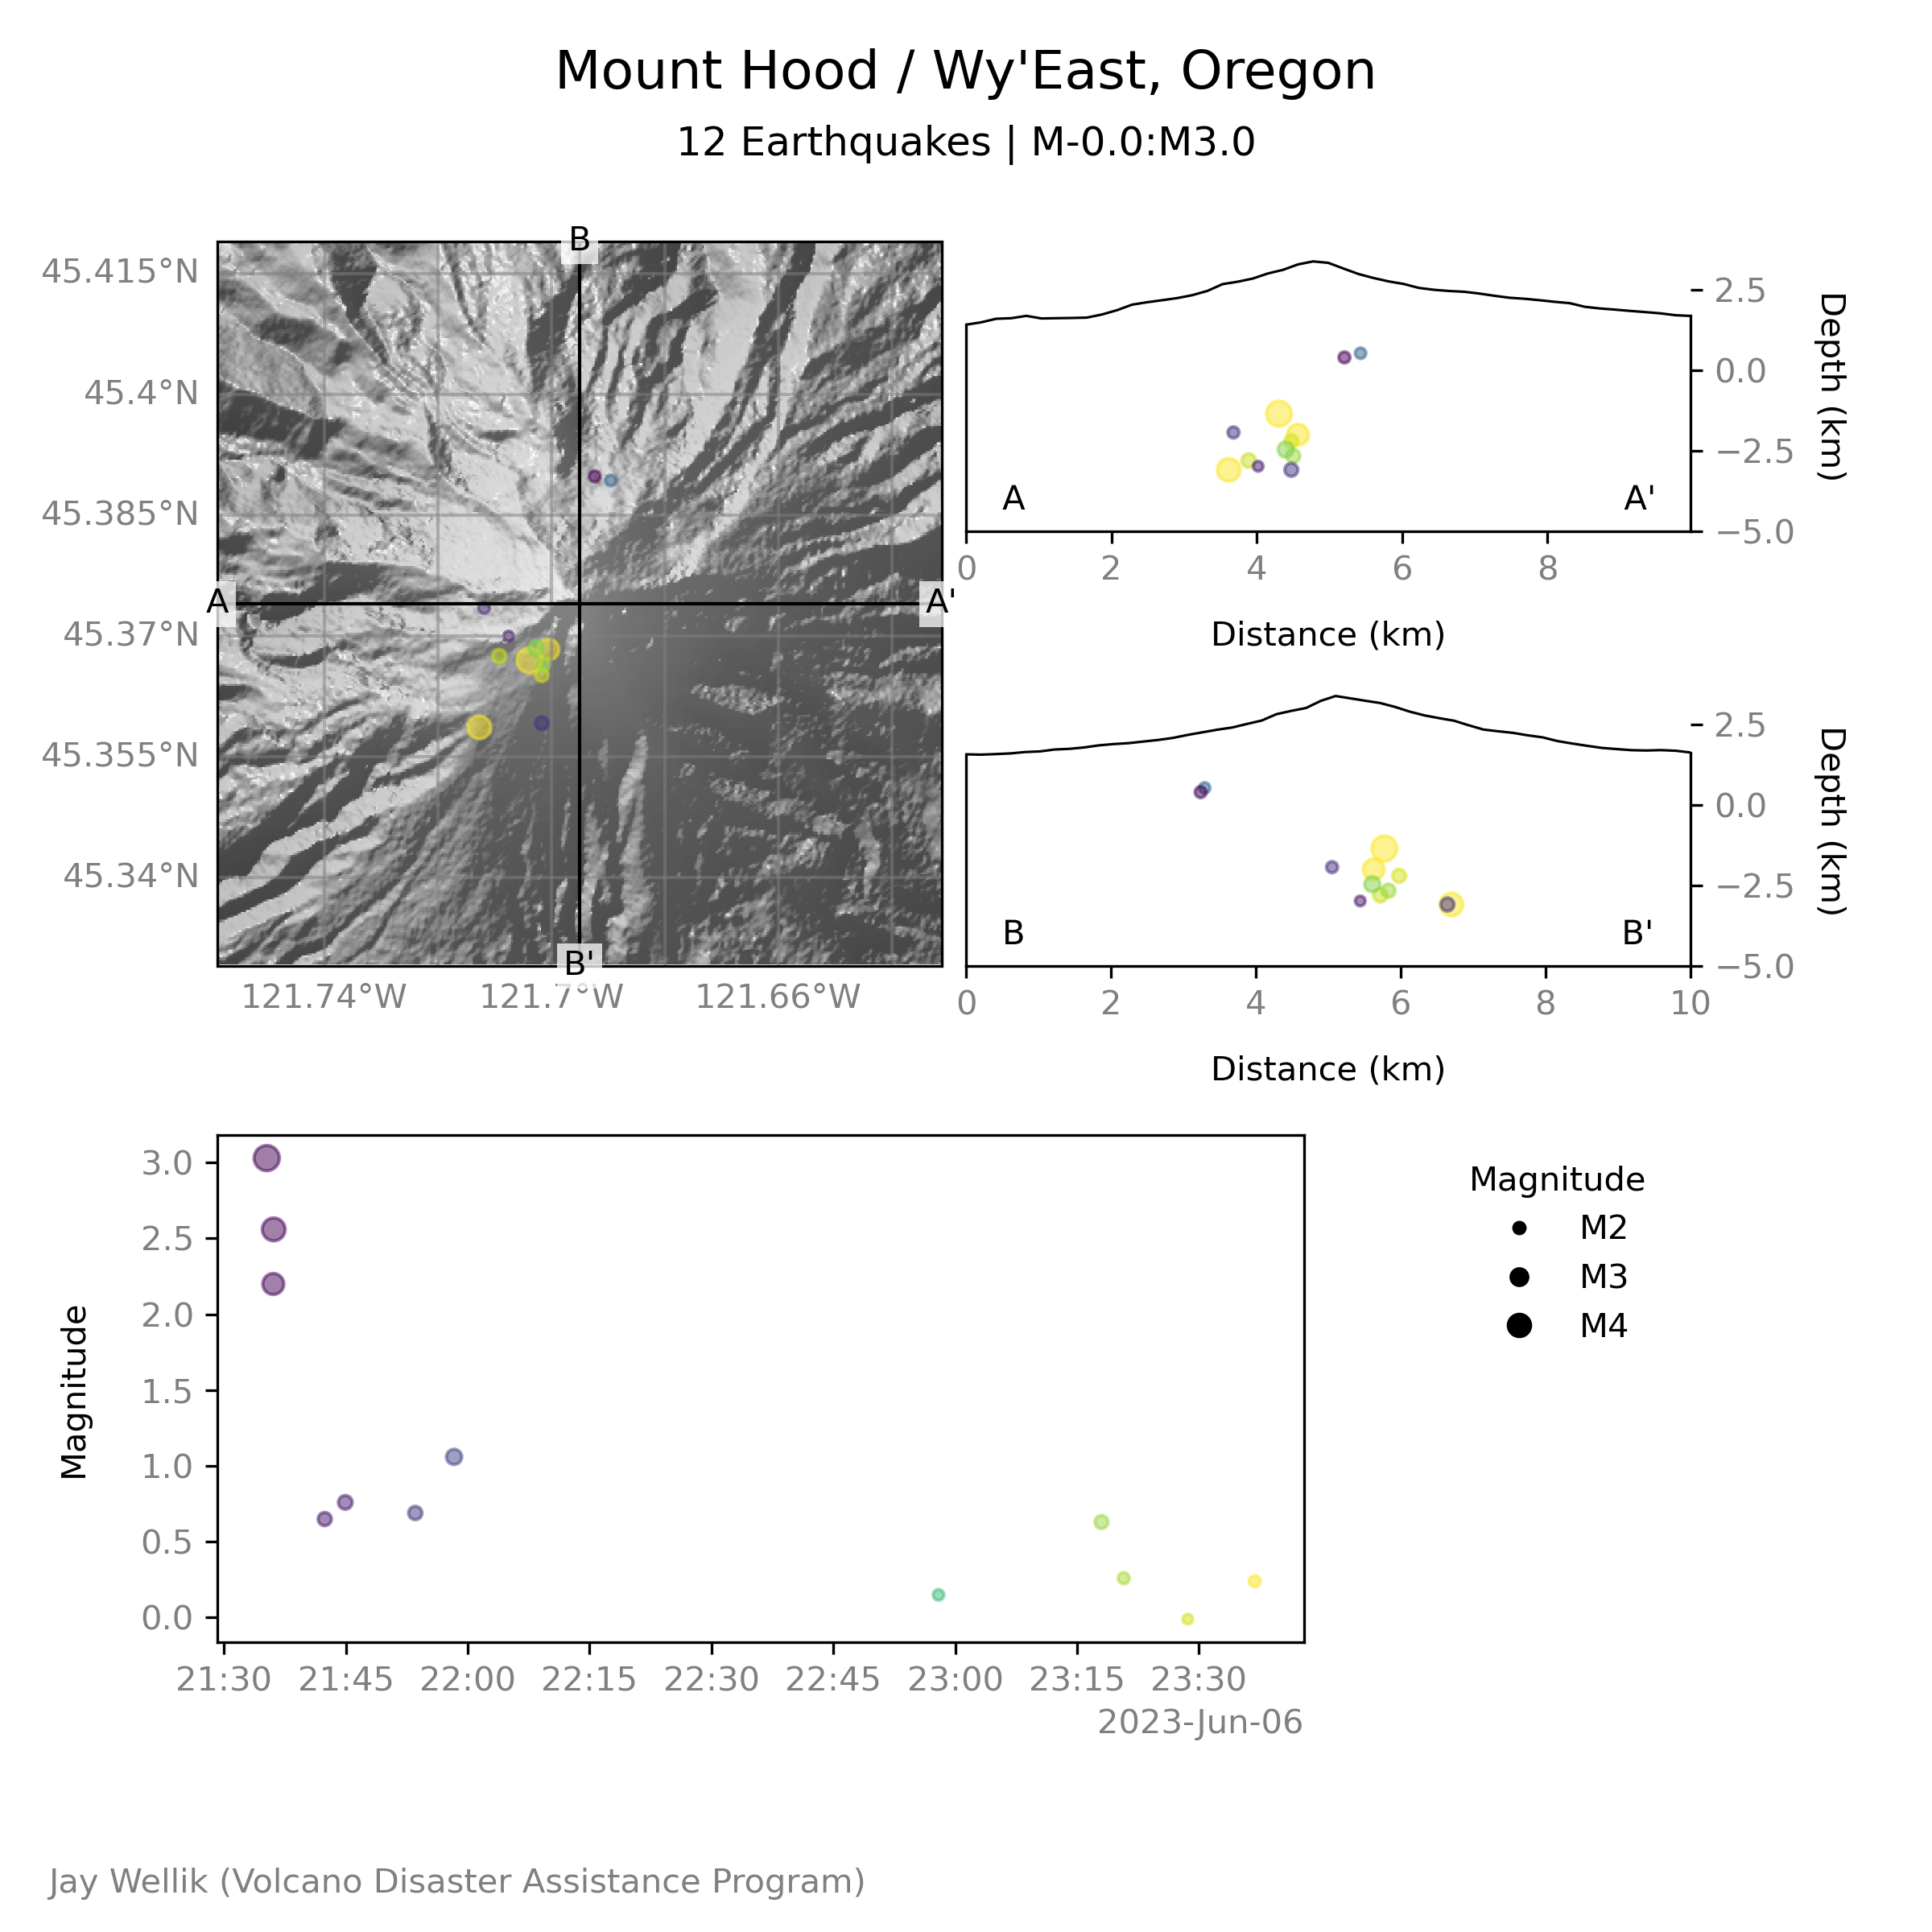 Mount Hood / Wy'East, Oregon
12 Earthquakes | M-0.0:M3.0
B
45.415°N
45.4°N
45.385°N
A
A'
45.37°N
45.355°N
45.34°N
B'
121.74°W
121.7°W
121.66°W
2.5
0.0
−2.5
−5.0
Depth (km)
A
A'
0
2
4
6
8
Distance (km)
2.5
0.0
−2.5
−5.0
Depth (km)
B
B'
0
2
4
6
8
10
Distance (km)
Magnitude
3.0
2.5
2.0
1.5
1.0
0.5
0.0
21:30
21:45
22:00
22:15
22:30
22:45
23:00
23:15
23:30
2023-Jun-06
Magnitude
M2
M3
M4
Jay Wellik (Volcano Disaster Assistance Program)